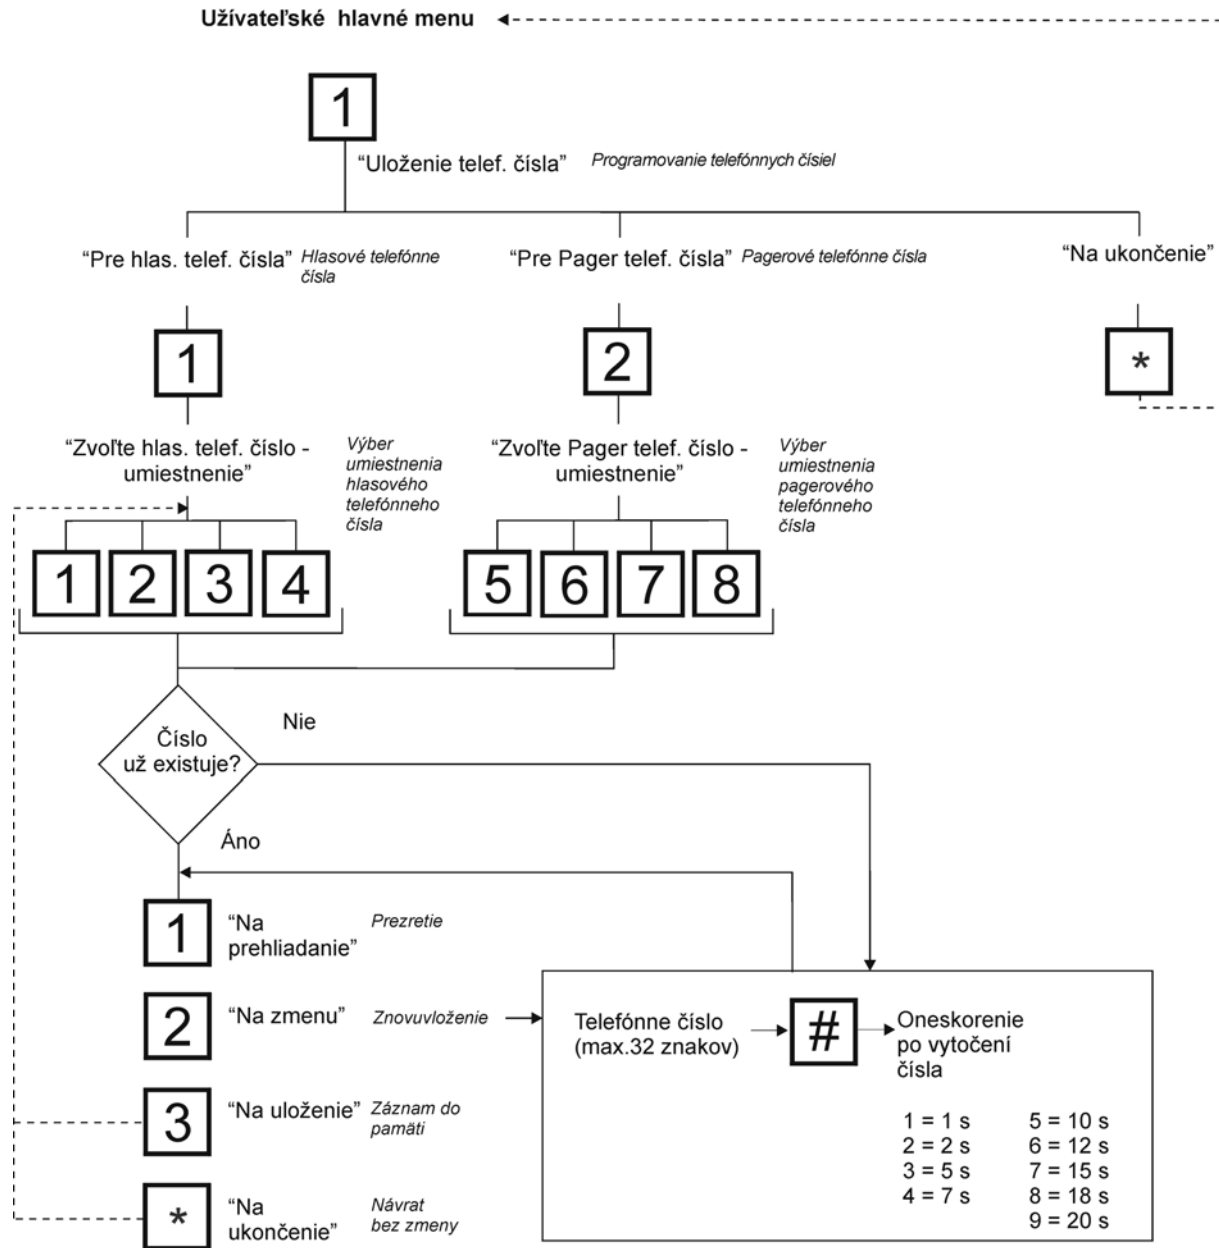 Užívateľské hlavné menu
1
“Uloženie telef. čísla” Programovanie telefónnych čísiel
“Pre hlas. telef. čísla” Hlasové telefónne
čísla
“Pre Pager telef. čísla” Pagerové telefónne čísla
“Na ukončenie”
1
2
*
“Zvoľte hlas. telef. číslo -
umiestnenie”
Výber
umiestnenia
hlasového
telefónneho
čísla
“Zvoľte Pager telef. číslo -
umiestnenie”
Výber
umiestnenia
pagerového
telefónneho
čísla
1 2 3 4
5 6 7 8
Číslo
už existuje?
Nie
Áno
1
“Na
prehliadanie”
Prezretie
2
“Na zmenu” Znovuvloženie
3
“Na uloženie” Záznam do
pamäti
*
“Na
ukončenie”
Návrat
bez zmeny
Telefónne číslo
(max.32 znakov)
#
Oneskorenie
po vytočení
čísla
1 = 1 s
2 = 2 s
3 = 5 s
4 = 7 s
5 = 10 s
6 = 12 s
7 = 15 s
8 = 18 s
9 = 20 s